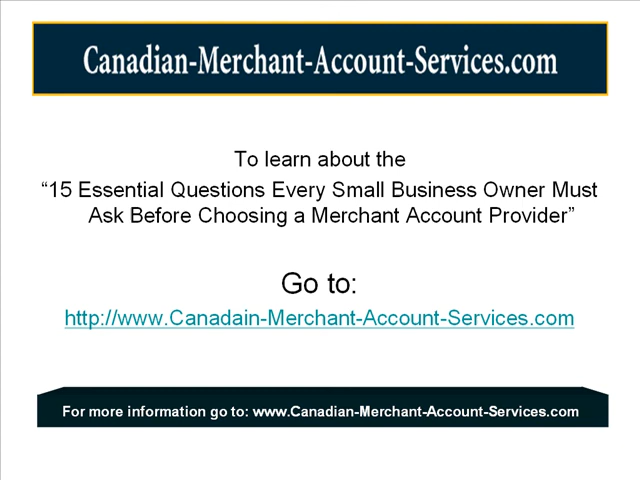 Canadian-Merchant-Account-Services.com
To learn about the
“15 Essential Questions Every Small Business Owner Must
Ask Before Choosing a Merchant Account Provider”
Go to:
http://www.Canadain-Merchant-Account-Services.com
For more information go to: www.Canadian-Merchant-Account-Services.com